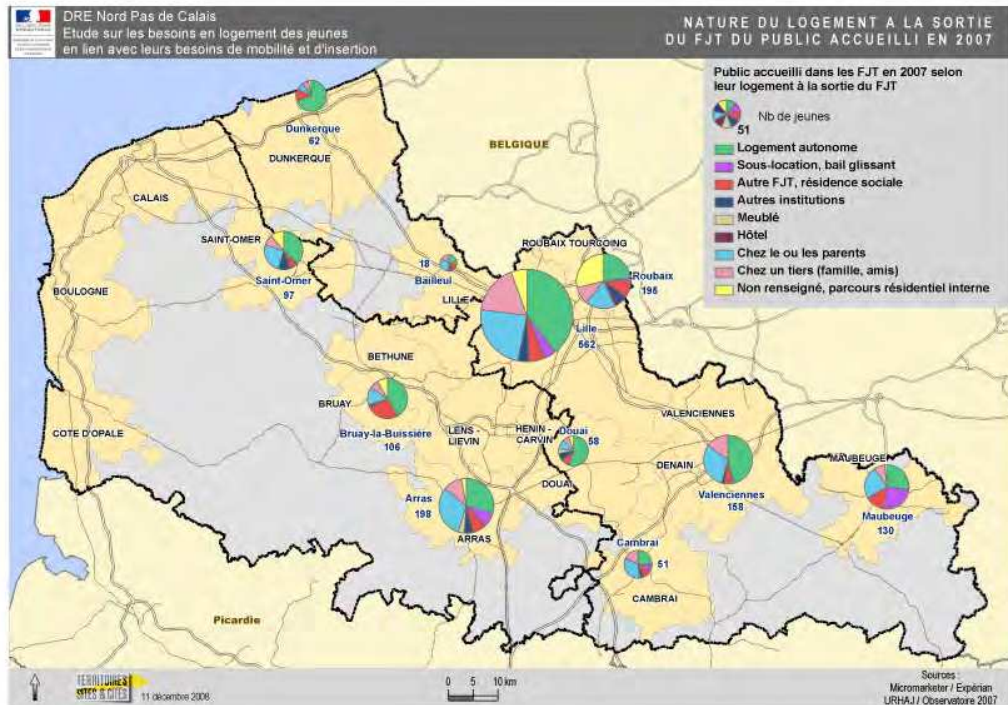 DRE Nord Pas de Calais
Etude sur les besoins en logement des jeunes
en lien avec leurs besoins de mobilité et d'insertion
NATURE DU LOGEMENT A LA SORTIE
DU FJT DU PUBLIC ACCUEILLI EN 2007
Public accueilli dans les FJT en 2007 selon
leur logement à la sortie du FJT
Nb de jeunes
51
Logement autonome
Sous-location, bail glissant
Autre FJT, résidence sociale
Autres institutions
Meublé
Hôtel
Chez le ou les parents
Chez un tiers (famille, amis)
Non renseigné, parcours résidentiel interne
Dunkerque
62
DUNKERQUE
BELGIQUE
CALAIS
SAINT-OMER
Saint-Omer
97
18
Bailleul
ROUBAIX TOURCOING
Roubaix
BOULOGNE
LILLE
Lille
562
BETHUNE
BRUAY
Bruay-la-Buissière
106
COTE D'OPALE
LENS -
LIEVIN
HENIN -
CARVIN
Douai
58
DOUAI
VALENCIENNES
DENAIN
Valenciennes
MAUBEUGE
Maubeuge
130
Arras
198
ARRAS
Cambrai
51
CAMBRAI
Picardie
TERRITOIRES
SITES & CITÉS
11 décembre 2008
0 5 10 km
Sources :
Micromarketer / Expérian
URHAJ / Observatoire 2007